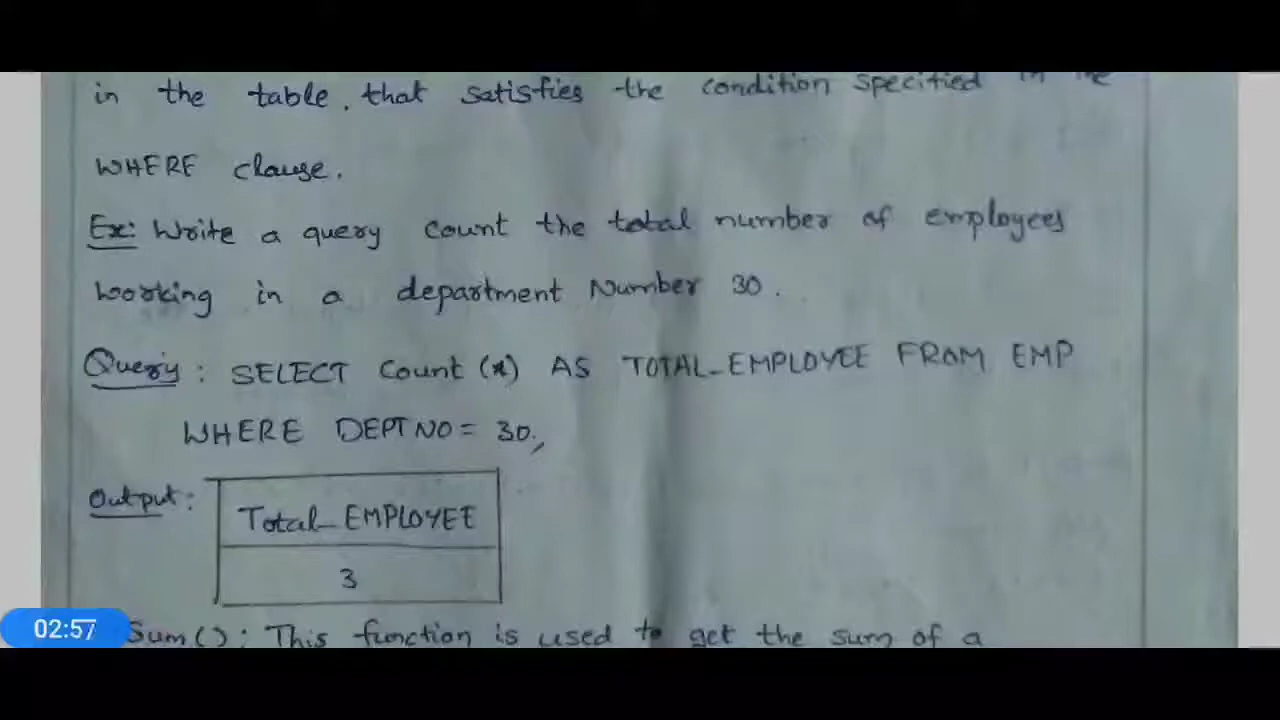 in the table, that satisfies the condition specified in the
WHERE clause.
Ex: Write a query count the total number of employees
working in a department Number 30.
Query: SELECT Count (*) AS TOTAL_EMPLOYEE FROM EMP
WHERE DEPTNO = 30;
Output:
Total_EMPLOYEE
3
02:57
Sum(): This function is used to get the sum of a